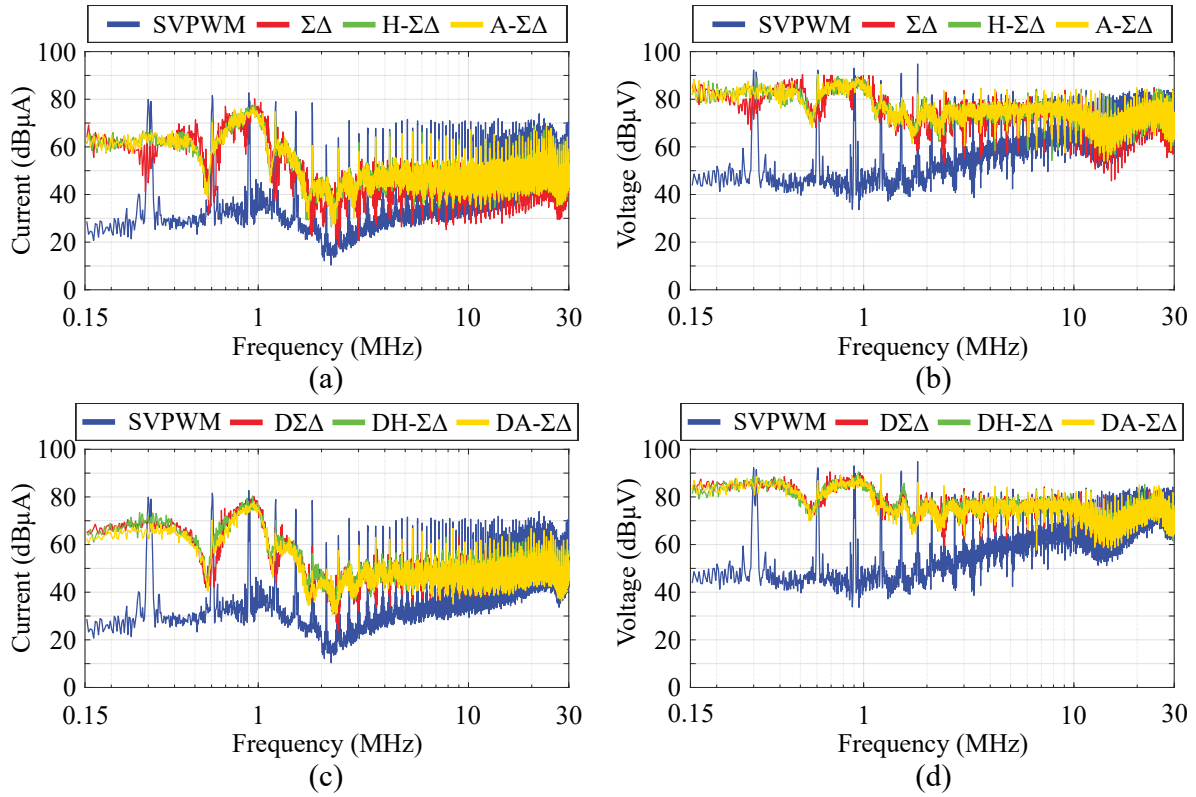 SVPWM ΣΔ H-ΣΔ A-ΣΔ
100
80
60
40
20
0
Current (dBµA)
0.15 1 10 30
Frequency (MHz)
(a)
SVPWM ΣΔ H-ΣΔ A-ΣΔ
100
80
60
40
20
0
Voltage (dBµV)
0.15 1 10 30
Frequency (MHz)
(b)
SVPWM DΣΔ DH-ΣΔ DA-ΣΔ
100
80
60
40
20
0
Current (dBµA)
0.15 1 10 30
Frequency (MHz)
(c)
SVPWM DΣΔ DH-ΣΔ DA-ΣΔ
100
80
60
40
20
0
Voltage (dBµV)
0.15 1 10 30
Frequency (MHz)
(d)